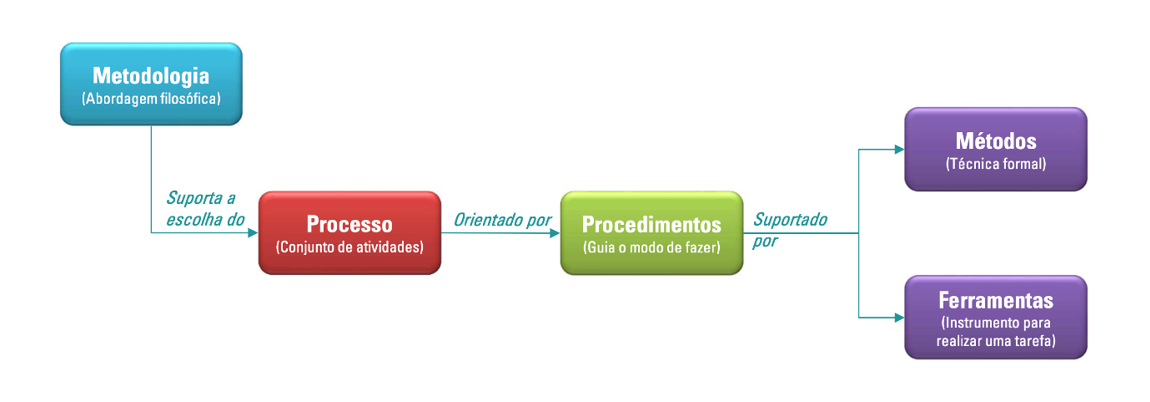 Metodologia
(Abordagem filosófica)
Suporta a
escolha do
Processo
(Conjunto de atividades)
Orientado por
Procedimentos
(Guia o modo de fazer)
Suportado
por
Métodos
(Técnica formal)
Ferramentas
(Instrumento para
realizar uma tarefa)